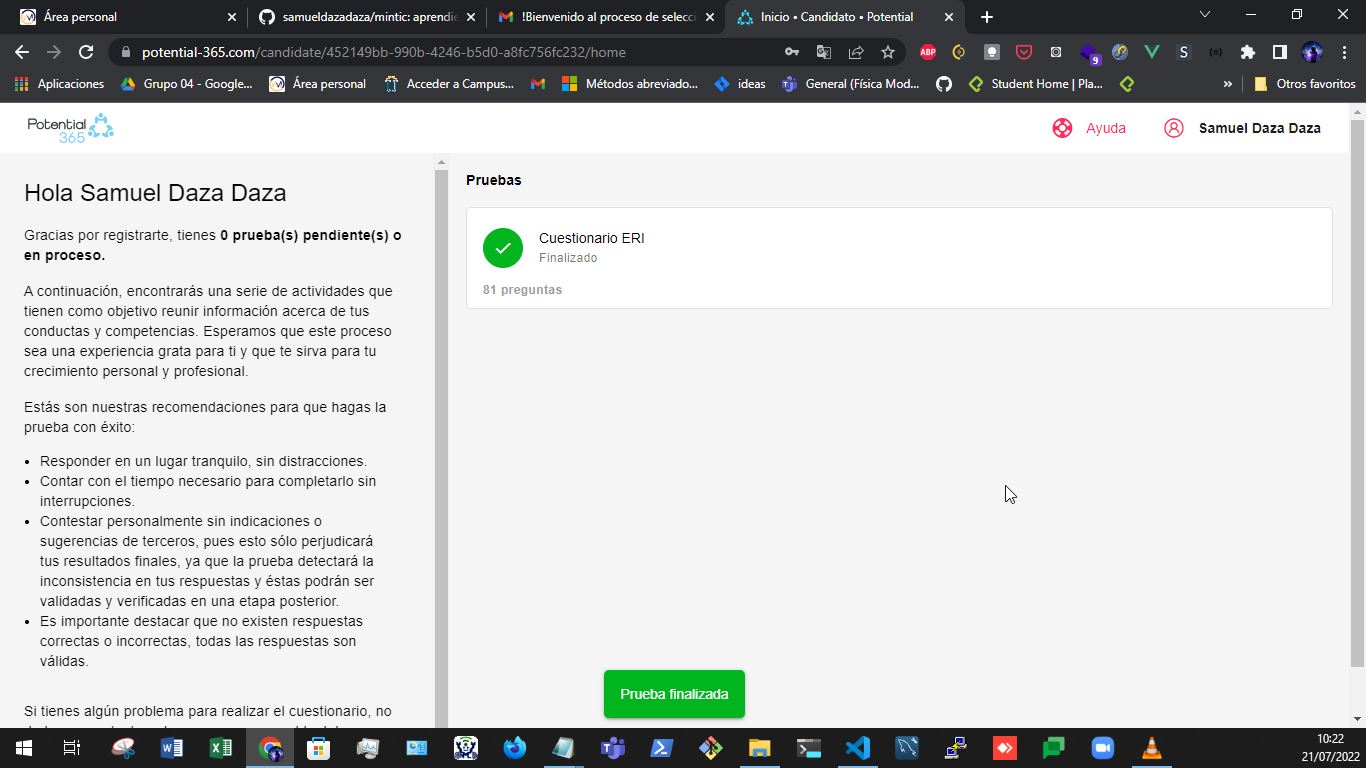 Área personal
samueldazadaza/mintic: aprendie
!Bienvenido al proceso de selecci
Inicio • Candidato • Potential
potential-365.com/candidate/452149bb-990b-4246-b5d0-a8fc756fc232/home
ABP
9
S
Aplicaciones
Grupo 04 - Google...
Área personal
Acceder a Campus...
Métodos abreviado...
ideas
General (Física Mod...
Student Home | Pla...
»
Otros favoritos
Potential
365
Ayuda
Samuel Daza Daza
Hola Samuel Daza Daza
Gracias por registrarte, tienes 0 prueba(s) pendiente(s) o
en proceso.
A continuación, encontrarás una serie de actividades que
tienen como objetivo reunir información acerca de tus
conductas y competencias. Esperamos que este proceso
sea una experiencia grata para ti y que te sirva para tu
crecimiento personal y profesional.
Estás son nuestras recomendaciones para que hagas la
prueba con éxito:
• Responder en un lugar tranquilo, sin distracciones.
• Contar con el tiempo necesario para completarlo sin
interrupciones.
• Contestar personalmente sin indicaciones o
sugerencias de terceros, pues esto sólo perjudicará
tus resultados finales, ya que la prueba detectará la
inconsistencia en tus respuestas y éstas podrán ser
validadas y verificadas en una etapa posterior.
• Es importante destacar que no existen respuestas
correctas o incorrectas, todas las respuestas son
válidas.
Si tienes algún problema para realizar el cuestionario, no
Pruebas
Cuestionario ERI
Finalizado
81 preguntas
Prueba finalizada
10:22
21/07/2022